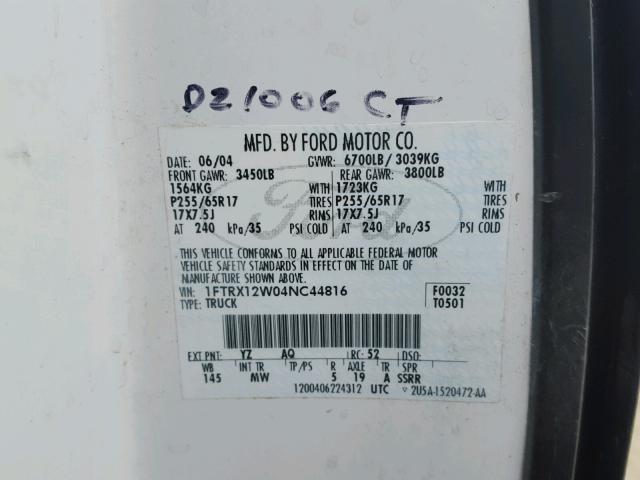 DZ1006 CT
MFD. BY FORD MOTOR CO.
DATE: 06/04 GVWR: 6700LB/ 3039KG
FRONT GAWR: 3450LB REAR GAWR: 3800LB
1564KG WITH 1723KG WITH
P255/65R17 TIRES P255/65R17 TIRES
17X7.5J RIMS 17X7.5J RIMS
AT 240 kPa/35 PSI COLD AT 240 kPa/35 PSI COLD
THIS VEHICLE CONFORMS TO ALL APPLICABLE FEDERAL MOTOR
VEHICLE SAFETY STANDARDS IN EFFECT ON THE DATE OF
MANUFACTURE SHOWN ABOVE.
VIN: 1FTRX12W04NC44816 F0032
TYPE: TRUCK T0501
EXT PNT: YZ AQ RC: 52 DSO:
WB INT TR TP/PS R AXLE TR SPR
145 MW 5 19 A SSRR
1200406224312 UTC 2U5A-1520472-AA
Ford